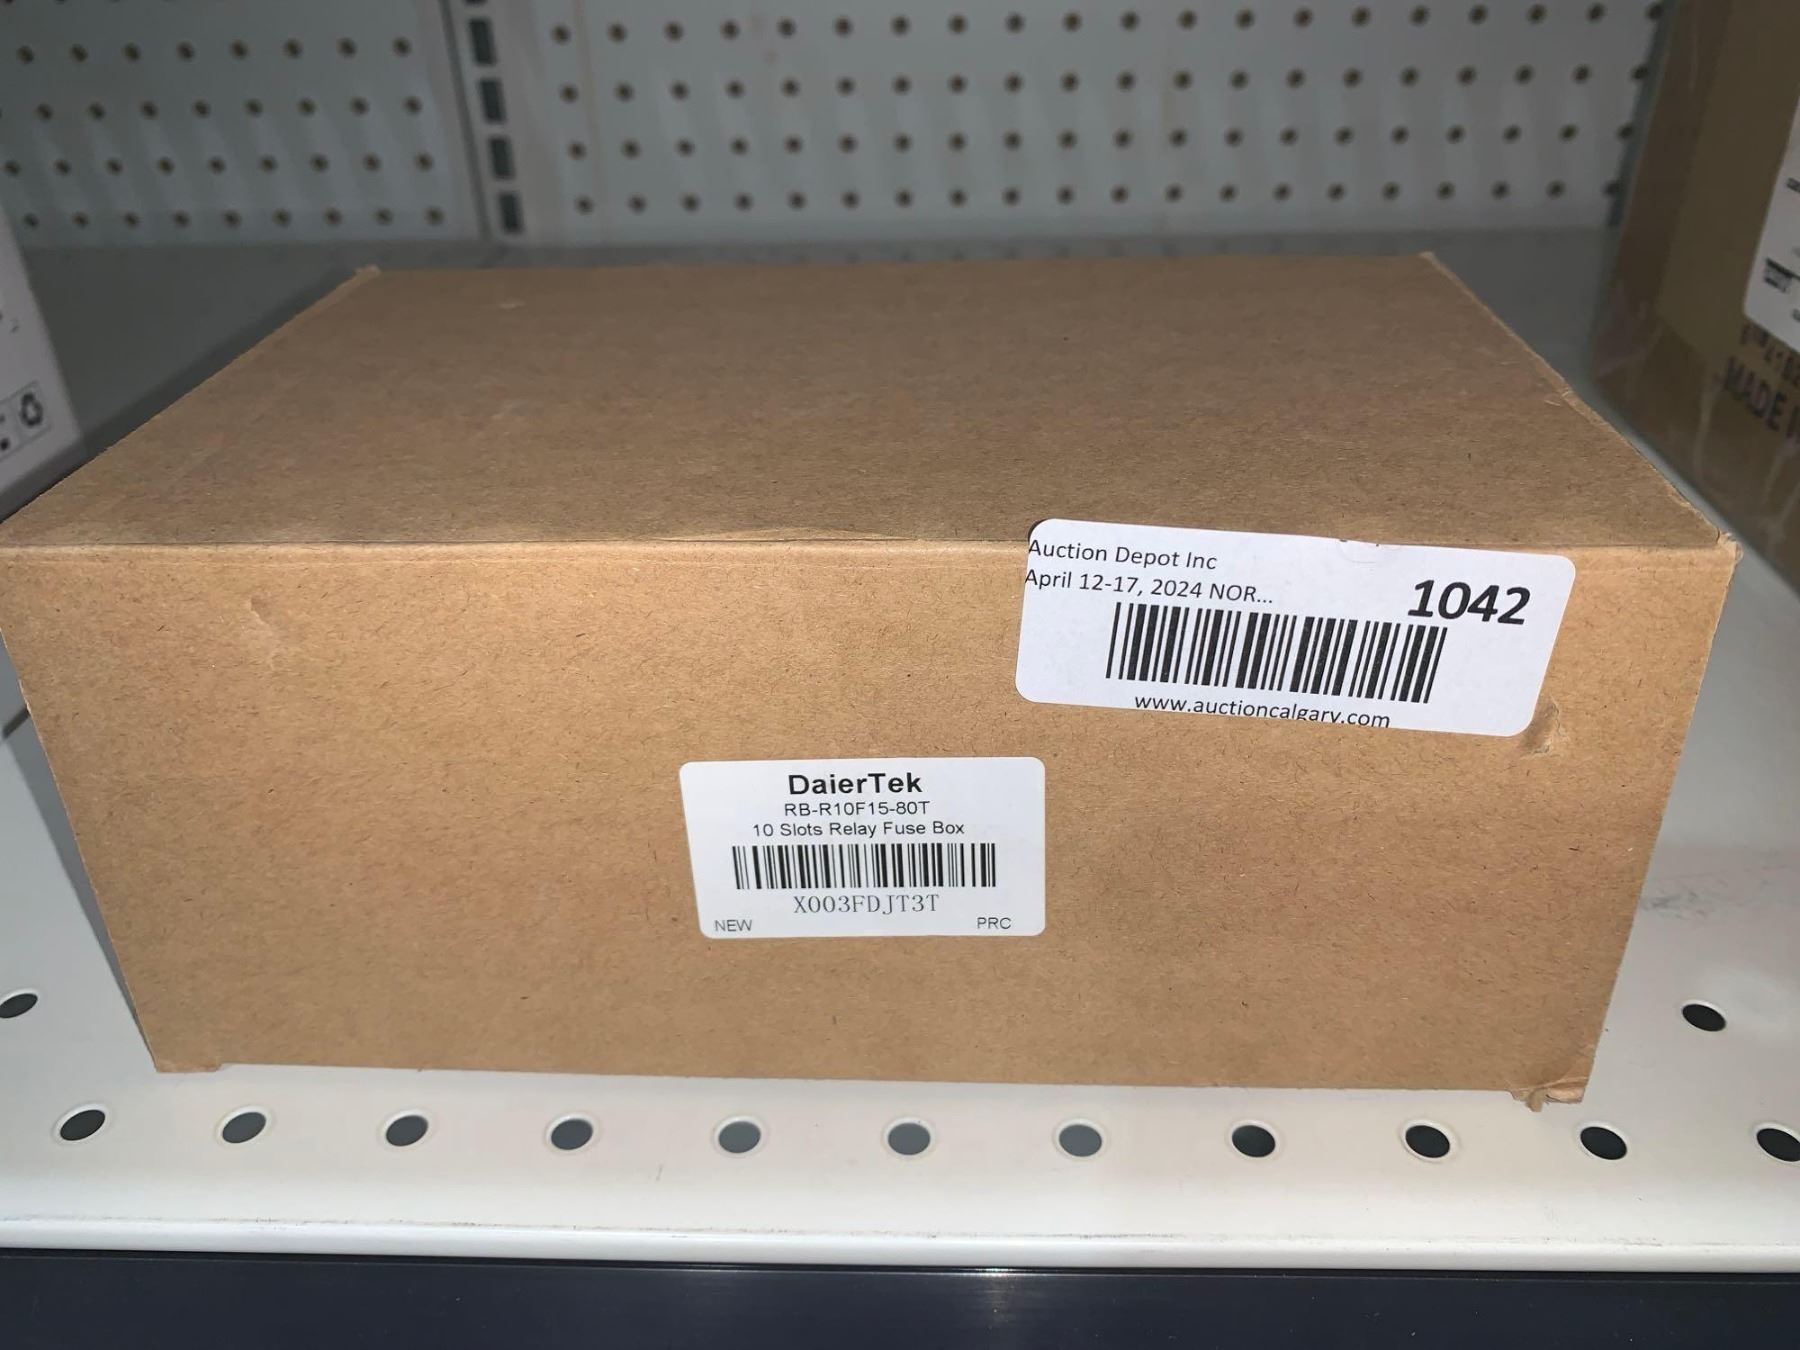 Auction Depot Inc
April 12-17, 2024 NOR...
1042
www.auctioncalgary.com
DaierTek
RB-R10F15-80T
10 Slots Relay Fuse Box
X003FDJT3T
NEW PRC
MADE